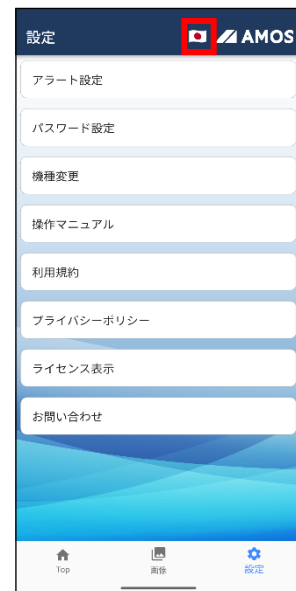 設定
AMOS
アラート設定
パスワード設定
機種変更
操作マニュアル
利用規約
プライバシーポリシー
ライセンス表示
お問い合わせ
Top
画像
設定